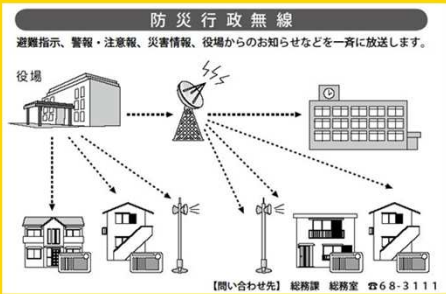 防災行政無線
避難指示、警報・注意報、災害情報、役場からのお知らせなどを一斉に放送します。
役場
【問い合わせ先】 総務課 総務室 ☎68-3111